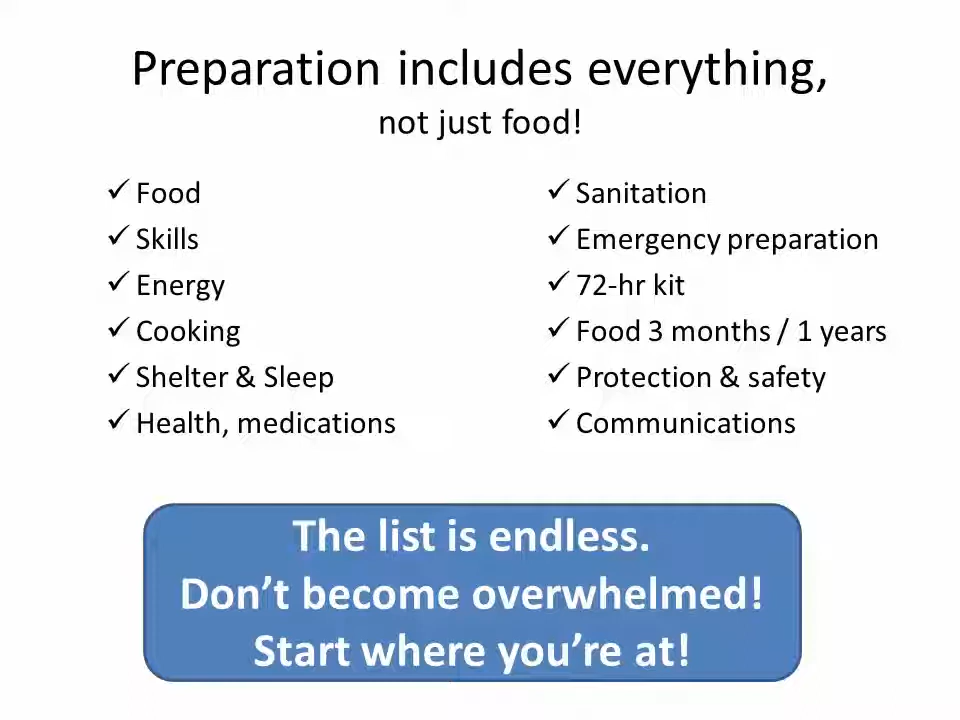 Preparation includes everything,
not just food!
✓ Food
✓ Skills
✓ Energy
✓ Cooking
✓ Shelter & Sleep
✓ Health, medications
✓ Sanitation
✓ Emergency preparation
✓ 72-hr kit
✓ Food 3 months / 1 years
✓ Protection & safety
✓ Communications
The list is endless.
Don’t become overwhelmed!
Start where you’re at!